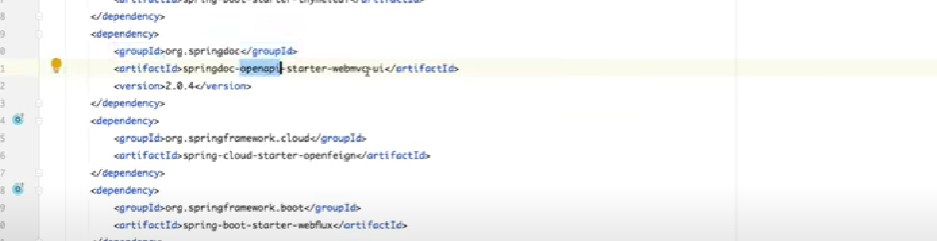 </dependency>
<dependency>
<groupId>org.springdoc</groupId>
<artifactId>springdoc-openapi-starter-webmvc-ui</artifactId>
<version>2.0.4</version>
</dependency>
<dependency>
<groupId>org.springframework.cloud</groupId>
<artifactId>spring-cloud-starter-openfeign</artifactId>
</dependency>
<dependency>
<groupId>org.springframework.boot</groupId>
<artifactId>spring-boot-starter-webflux</artifactId>